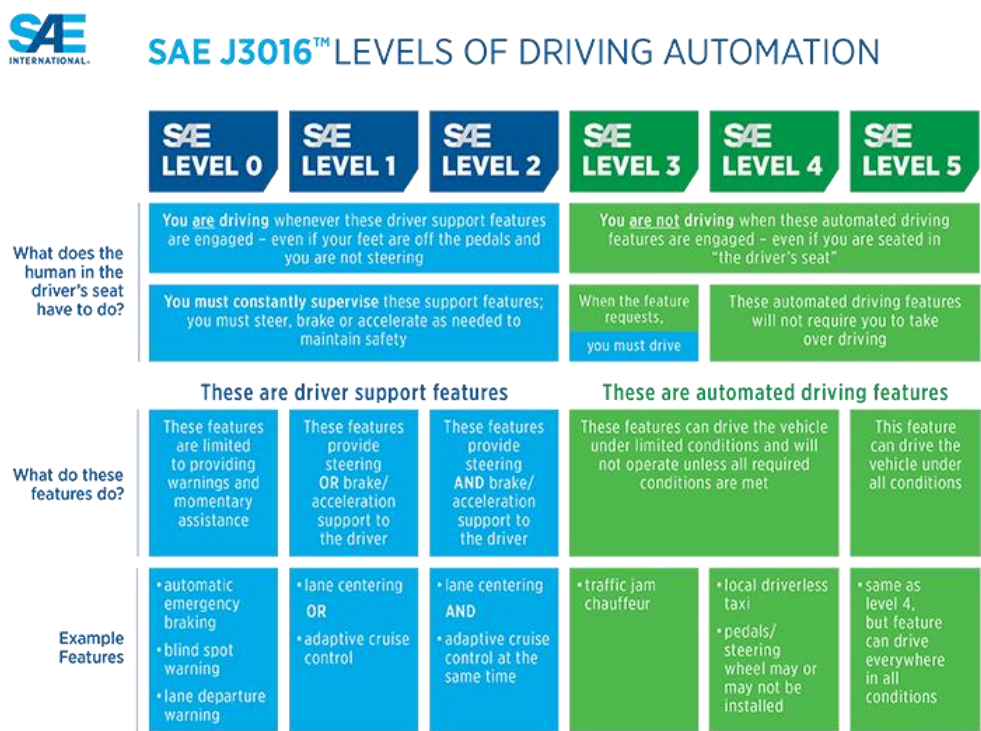 SAE
INTERNATIONAL®
SAE J3016™ LEVELS OF DRIVING AUTOMATION
SAE
LEVEL 0
SAE
LEVEL 1
SAE
LEVEL 2
SAE
LEVEL 3
SAE
LEVEL 4
SAE
LEVEL 5
What does the
human in the
driver's seat
have to do?
You are driving whenever these driver support features
are engaged – even if your feet are off the pedals and
you are not steering
You are not driving when these automated driving
features are engaged – even if you are seated in
"the driver's seat"
You must constantly supervise these support features;
you must steer, brake or accelerate as needed to
maintain safety
When the feature
requests,
you must drive
These automated driving features
will not require you to take
over driving
These are driver support features
These are automated driving features
What do these
features do?
These features
are limited
to providing
warnings and
momentary
assistance
These features
provide
steering
OR brake/
acceleration
support to
the driver
These features
provide
steering
AND brake/
acceleration
support to
the driver
These features can drive the vehicle
under limited conditions and will
not operate unless all required
conditions are met
This feature
can drive the
vehicle under
all conditions
Example
Features
• automatic
emergency
braking
• blind spot
warning
• lane departure
warning
• lane centering
OR
• adaptive cruise
control
• lane centering
AND
• adaptive cruise
control at the
same time
• traffic jam
chauffeur
• local driverless
taxi
• pedals/
steering
wheel may or
may not be
installed
• same as
level 4,
but feature
can drive
everywhere
in all
conditions